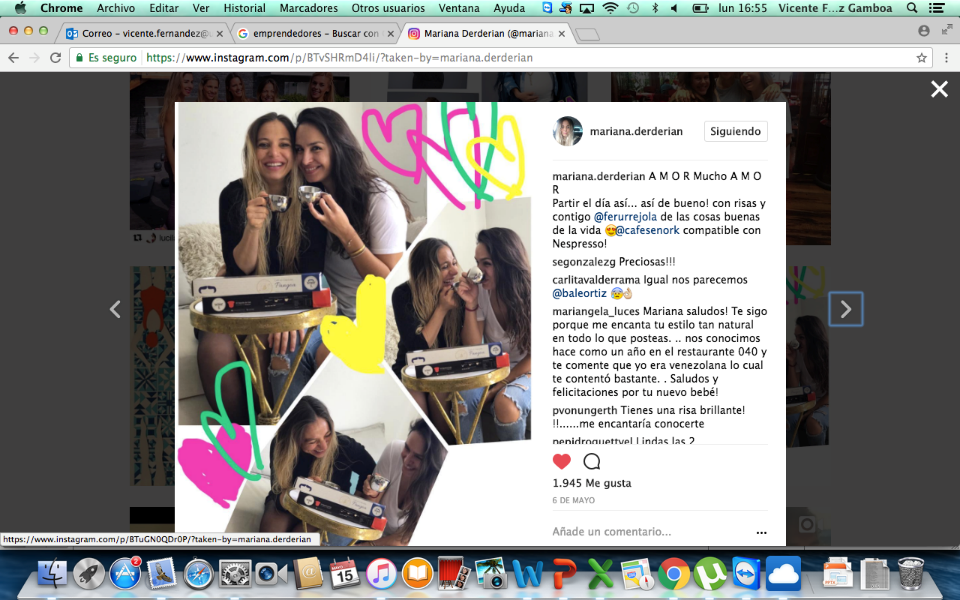 Chrome Archivo Editar Ver Historial Marcadores Otros usuarios Ventana Ayuda lun 16:55 Vicente F...z Gamboa
Correo – vicente.fernandez@
emprendedores – Buscar con
Mariana Derderian (@mariana
Es seguro https://www.instagram.com/p/BTvSHRmD4li/?taken-by=mariana.derderian
mariana.derderian Siguiendo
mariana.derderian A M O R Mucho A M O
R
Partir el día así... así de bueno! con risas y
contigo @ferurrejola de las cosas buenas
de la vida 😍@cafesenork compatible con
Nespresso!
segonzalezg Preciosas!!!
carlitavalderrama Igual nos parecemos
@baleortiz 😰👌🏻
mariangela_luces Mariana saludos! Te sigo
porque me encanta tu estilo tan natural
en todo lo que posteas. .. nos conocimos
hace como un año en el restaurante 040 y
te comente que yo era venezolana lo cual
te contentó bastante. . Saludos y
felicitaciones por tu nuevo bebé!
pvonungerth Tienes una risa brillante!
!!......me encantaría conocerte
pepidroguettvel Lindas las 2
1.945 Me gusta
6 DE MAYO
Añade un comentario...
https://www.instagram.com/p/BTuGN0QDr0P/?taken-by=mariana.derderian
2
15